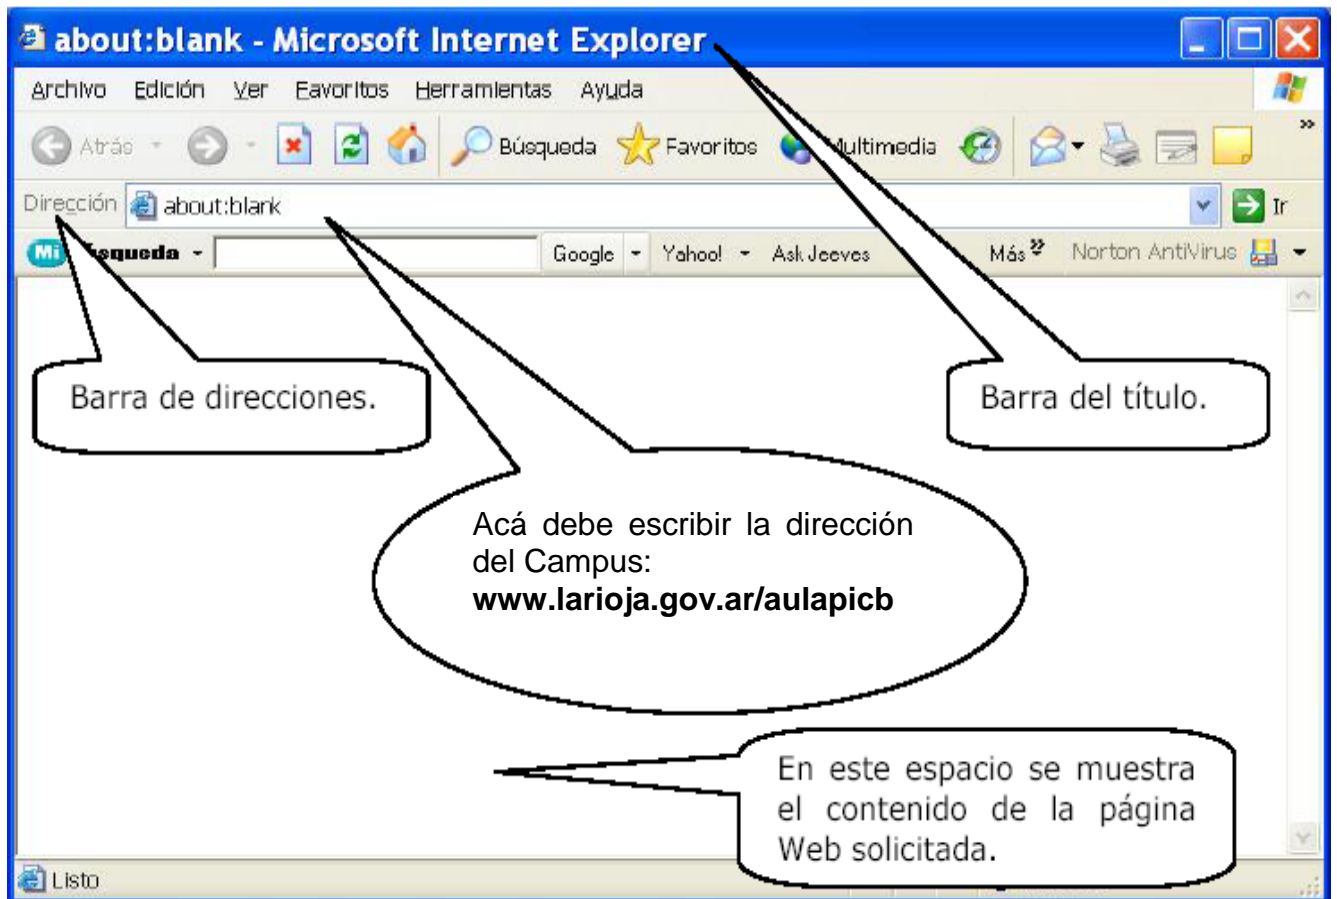 about:blank - Microsoft Internet Explorer
Archivo Edición Ver Favoritos Herramientas Ayuda
Atrás Búsqueda Favoritos Multimedia »
Dirección about:blank Ir
Mi Búsqueda Google Yahoo! Ask Jeeves Más » Norton AntiVirus
Barra de direcciones.
Barra del título.
Acá debe escribir la dirección
del Campus:
www.larioja.gov.ar/aulapicb
En este espacio se muestra
el contenido de la página
Web solicitada.
Listo